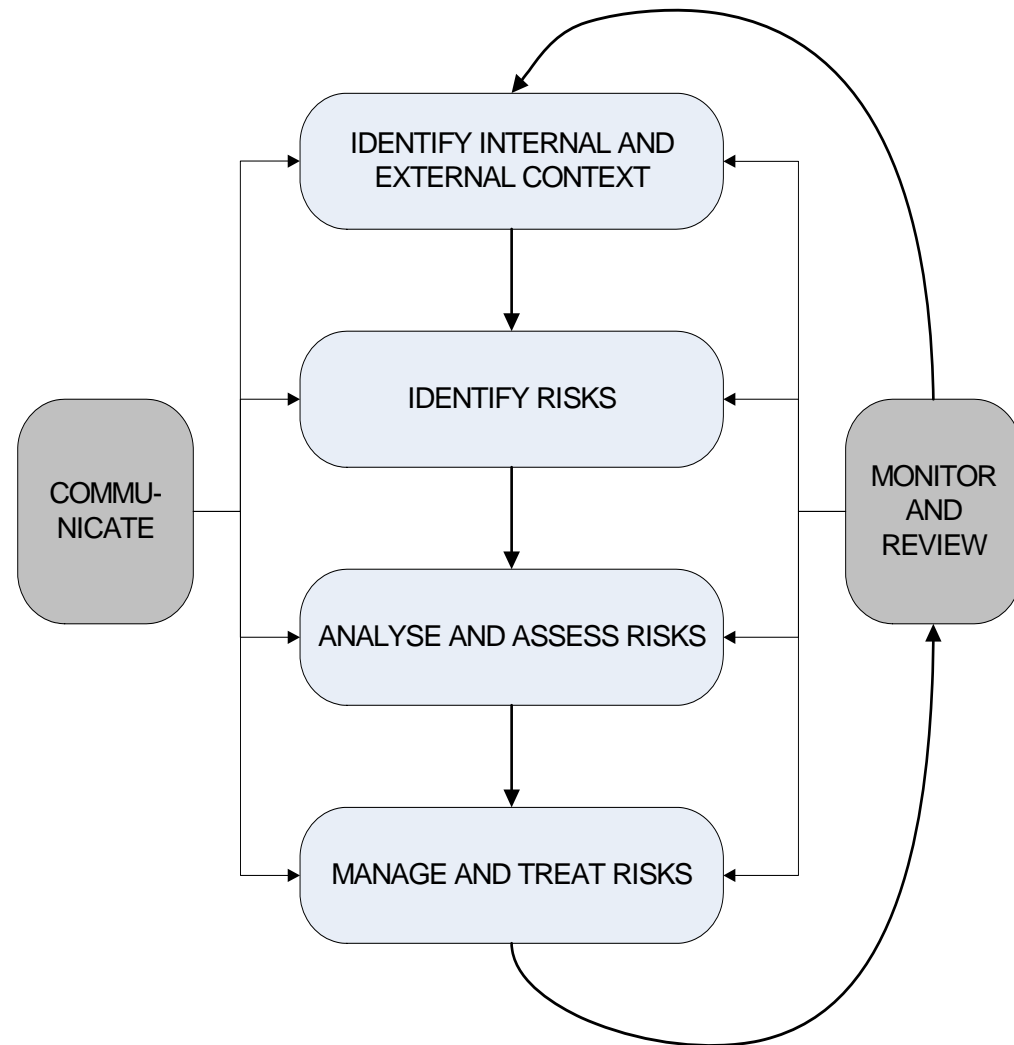 IDENTIFY INTERNAL AND
EXTERNAL CONTEXT
IDENTIFY RISKS
COMMU-
NICATE
MONITOR
AND
REVIEW
ANALYSE AND ASSESS RISKS
MANAGE AND TREAT RISKS